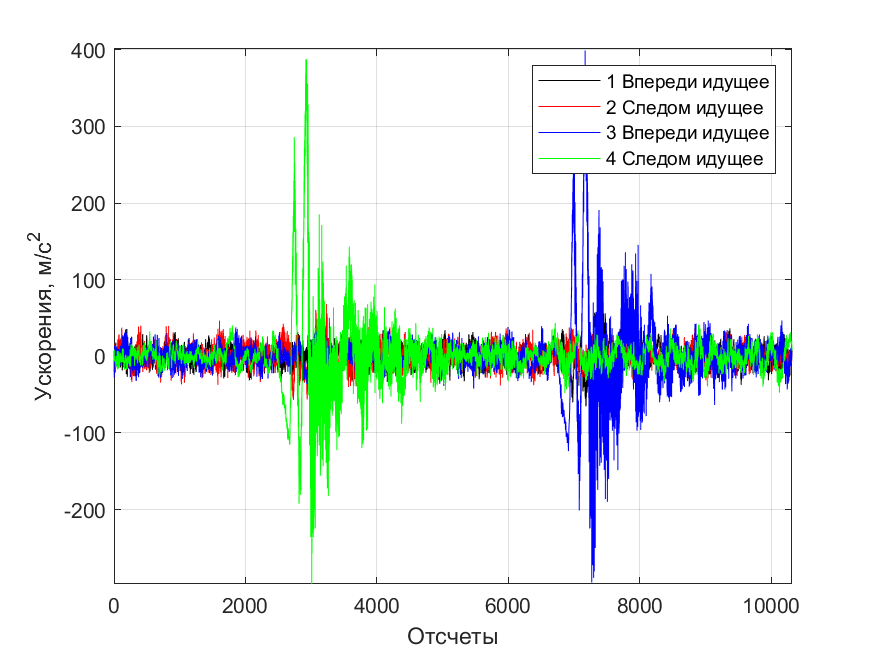 400
300
200
100
0
-100
-200
Ускорения, м/с²
0 2000 4000 6000 8000 10000
Отсчеты
1 Впереди идущее
2 Следом идущее
3 Впереди идущее
4 Следом идущее